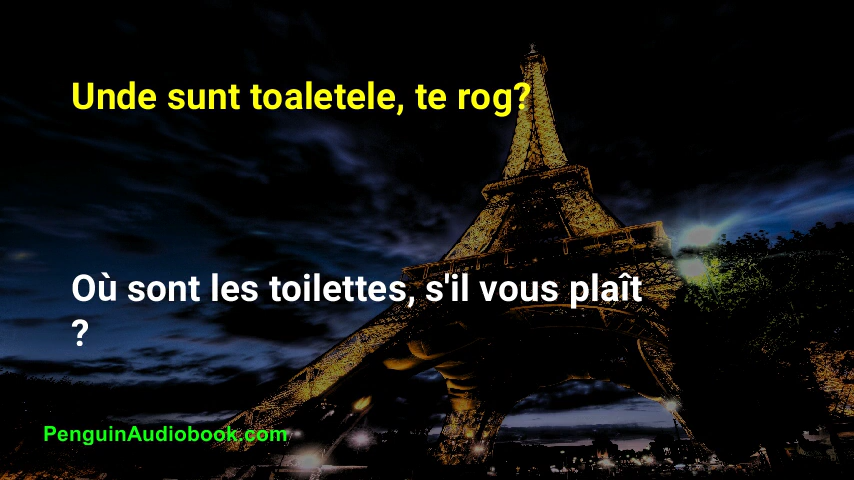 Unde sunt toaletele, te rog?
Où sont les toilettes, s'il vous plaît
?
PenguinAudiobook.com